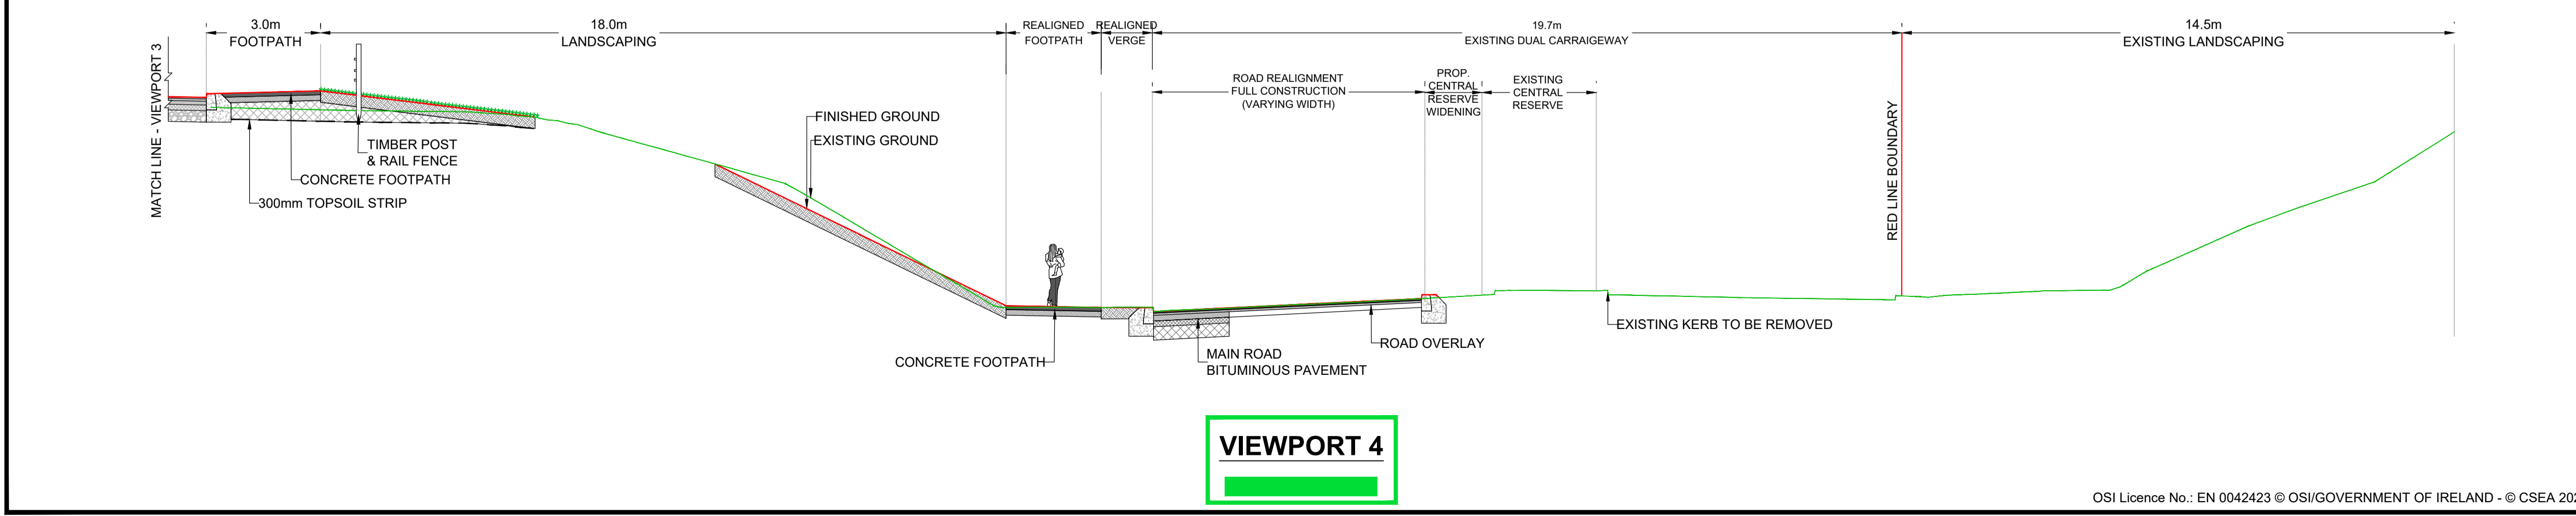 3.0m
FOOTPATH
18.0m
LANDSCAPING
REALIGNED
FOOTPATH
REALIGNED
VERGE
19.7m
EXISTING DUAL CARRAIGEWAY
14.5m
EXISTING LANDSCAPING
MATCH LINE - VIEWPORT 3
ROAD REALIGNMENT
FULL CONSTRUCTION
(VARYING WIDTH)
PROP.
CENTRAL
RESERVE
WIDENING
EXISTING
CENTRAL
RESERVE
RED LINE BOUNDARY
FINISHED GROUND
EXISTING GROUND
TIMBER POST
& RAIL FENCE
CONCRETE FOOTPATH
300mm TOPSOIL STRIP
CONCRETE FOOTPATH
MAIN ROAD
BITUMINOUS PAVEMENT
ROAD OVERLAY
EXISTING KERB TO BE REMOVED
VIEWPORT 4
OSI Licence No.: EN 0042423 © OSI/GOVERNMENT OF IRELAND - © CSEA